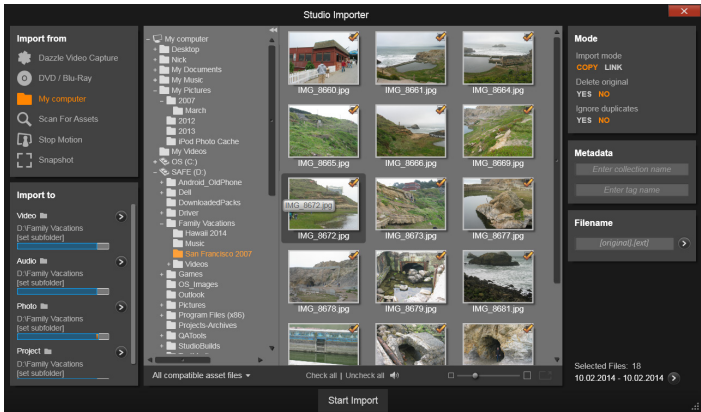 Studio Importer
Import from
Dazzle Video Capture
DVD / Blu-Ray
My computer
Scan For Assets
Stop Motion
Snapshot
Import to
Video
D:\Family Vacations
[set subfolder]
Audio
D:\Family Vacations
[set subfolder]
Photo
D:\Family Vacations
[set subfolder]
Project
D:\Family Vacations
[set subfolder]
My computer
Desktop
Nick
My Documents
My Music
My Pictures
2007
March
2012
2013
iPod Photo Cache
My Videos
OS (C:)
SAFE (D:)
Android_OldPhone
Dell
DownloadedPacks
Driver
Family Vacations
Hawaii 2014
Music
San Francisco 2007
Videos
Games
OS_Images
Outlook
Pictures
Program Files (x86)
Projects-Archives
QATools
StudioBuilds
IMG_8660.jpg IMG_8661.jpg IMG_8664.jpg
IMG_8665.jpg IMG_8666.jpg IMG_8669.jpg
IMG_8672.jpg
IMG_8672.jpg IMG_8673.jpg IMG_8677.jpg
IMG_8678.jpg IMG_8679.jpg IMG_8681.jpg
All compatible asset files
Check all | Uncheck all
Mode
Import mode
COPY LINK
Delete original
YES NO
Ignore duplicates
YES NO
Metadata
Enter collection name
Enter tag name
Filename
[original].[ext]
Selected Files: 18
10.02.2014 - 10.02.2014
Start Import